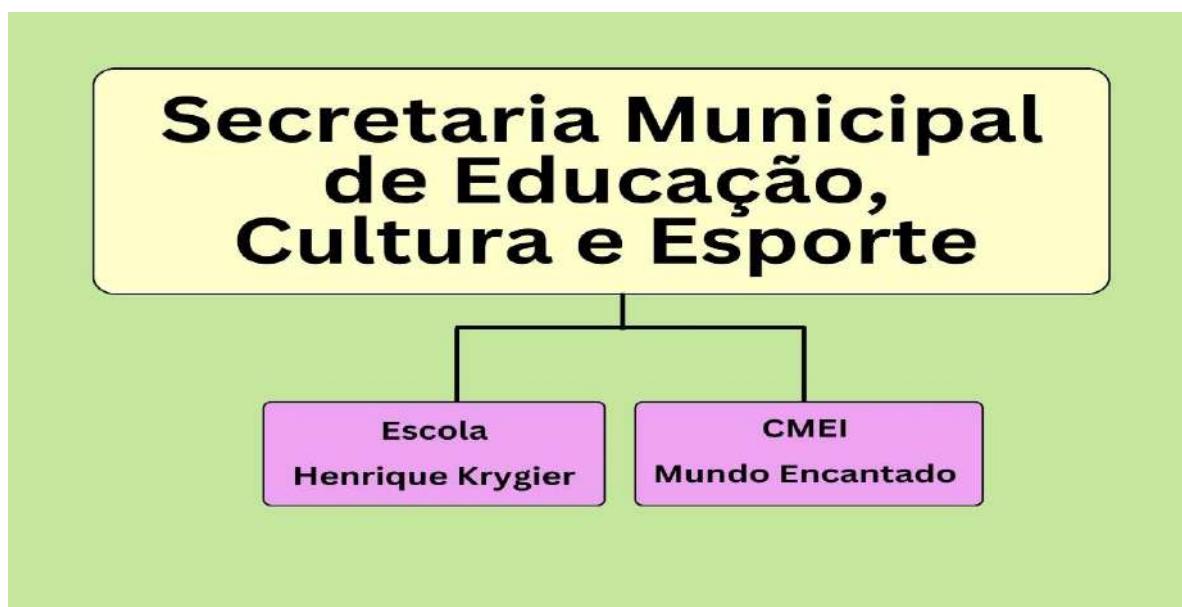 Secretaria Municipal
de Educação,
Cultura e Esporte
Escola
Henrique Krygier
CMEI
Mundo Encantado